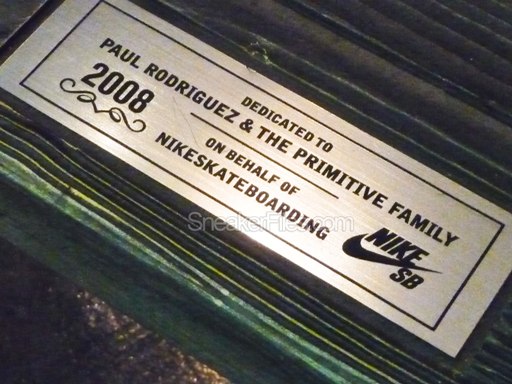 DEDICATED TO
PAUL RODRIGUEZ & THE PRIMITIVE FAMILY
2008
ON BEHALF OF
NIKESKATEBOARDING
NIKE
SB
SneakerFiles.com